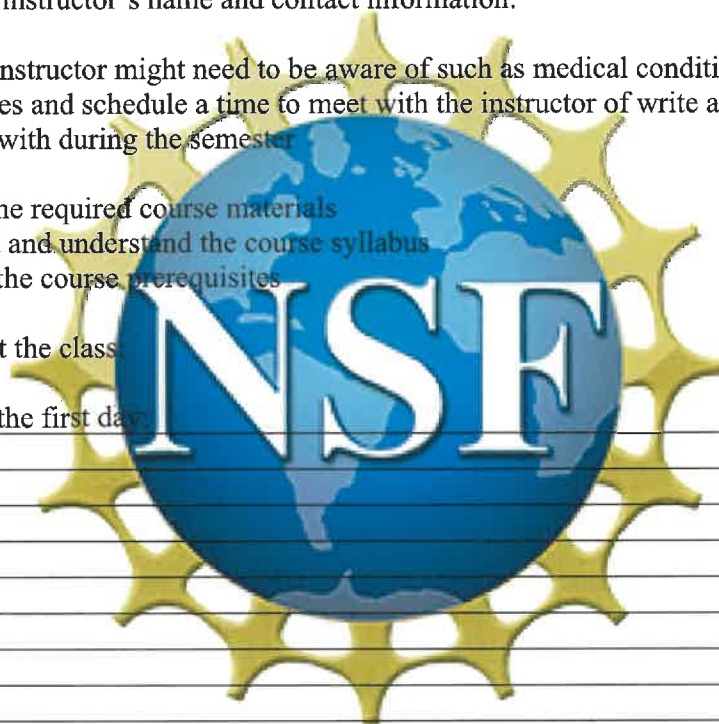 instructor's name and contact information:
nstructor might need to be aware of such as medical conditi
es and schedule a time to meet with the instructor of write a
with during the semester
he required course materials
and understand the course syllabus
the course prerequisites
t the class:
the first day:
NSF